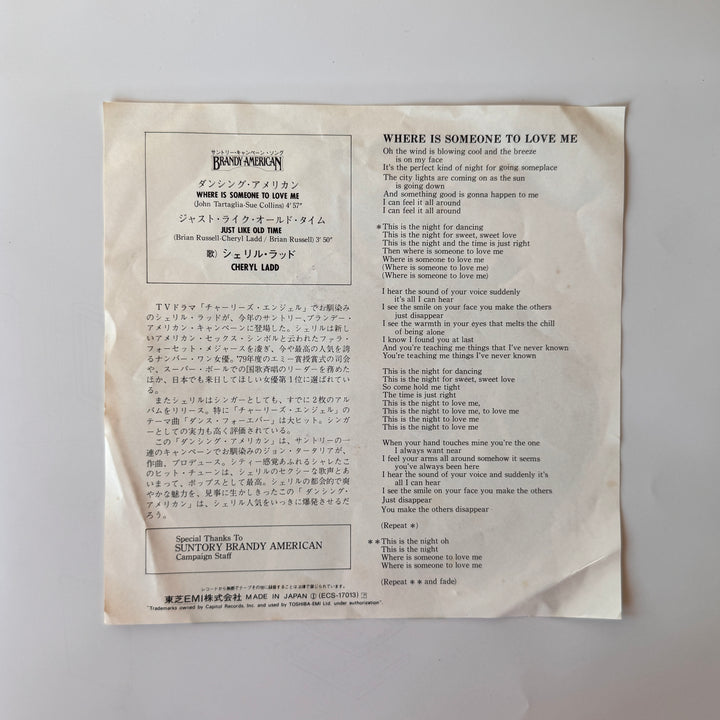 サントリー・キャンペーン・ソング
BRANDY AMERICAN
ダンシング・アメリカン
WHERE IS SOMEONE TO LOVE ME
(John Tartaglia-Sue Collins) 4′57″
ジャスト・ライク・オールド・タイム
JUST LIKE OLD TIME
(Brian Russell-Cheryl Ladd / Brian Russell) 3′50″
歌) シェリル・ラッド
CHERYL LADD
TVドラマ「チャーリーズ・エンジェル」でお馴染み
のシェリル・ラッドが、今年のサントリー、ブランデー・
アメリカン・キャンペーンに登場した。シェリルは新し
いアメリカン・セックス・シンボルと云われたファラ・
フォーセット・メジャースを凌ぎ、今や最高の人気を誇
るナンバー・ワン女優。'79年度のエミー賞授賞式の司会
や、スーパー・ボールでの国歌斉唱のリーダーを務めた
ほか、日本でも来日してほしい女優第1位に選ばれてい
る。
またシェリルはシンガーとしても、すでに2枚のアル
バムをリリース。特に「チャーリーズ・エンジェル」の
テーマ曲「ダンス・フォーエバー」は大ヒット。シンガ
ーとしての実力も高く評価されている。
この「ダンシング・アメリカン」は、サントリーの一
連のキャンペーンでお馴染みのジョン・タータリアが、
作曲、プロデュース。シティー感覚あふれるシャレたこ
のヒット・チューンは、シェリルのセクシーな歌声とあ
いまって、ポップスとして最高。シェリルの都会的で爽
やかな魅力を、見事に生かしきったこの「ダンシング・
アメリカン」は、シェリル人気をいっきに爆発させるだ
ろう。
Special Thanks To
SUNTORY BRANDY AMERICAN
Campaign Staff
レコードから無断でテープその他に録音することは法律で禁じられています。
東芝EMI株式会社 MADE IN JAPAN Ⓘ (ECS-17013)
"Trademarks owned by Capitol Records, Inc. and used by TOSHIBA-EMI Ltd. under authorization".
WHERE IS SOMEONE TO LOVE ME
Oh the wind is blowing cool and the breeze
is on my face
It's the perfect kind of night for going someplace
The city lights are coming on as the sun
is going down
And something good is gonna happen to me
I can feel it all around
I can feel it all around
*This is the night for dancing
This is the night for sweet, sweet love
This is the night and the time is just right
Then where is someone to love me
Where is someone to love me
(Where is someone to love me)
(Where is someone to love me)
I hear the sound of your voice suddenly
it's all I can hear
I see the smile on your face you make the others
just disappear
I see the warmth in your eyes that melts the chill
of being alone
I know I found you at last
And you're teaching me things that I've never known
You're teaching me things I've never known
This is the night for dancing
This is the night for sweet, sweet love
So come hold me tight
The time is just right
This is the night to love me,
This is the night to love me, to love me
This is the night to love me
This is the night to love me
When your hand touches mine you're the one
I always want near
I feel your arms all around somehow it seems
you've always been here
I hear the sound of your voice and suddenly it's
all I can hear
I see the smile on your face you make the others
Just disappear
You make the others disappear
(Repeat *)
**This is the night oh
This is the night
Where is someone to love me
Where is someone to love me
(Repeat ** and fade)